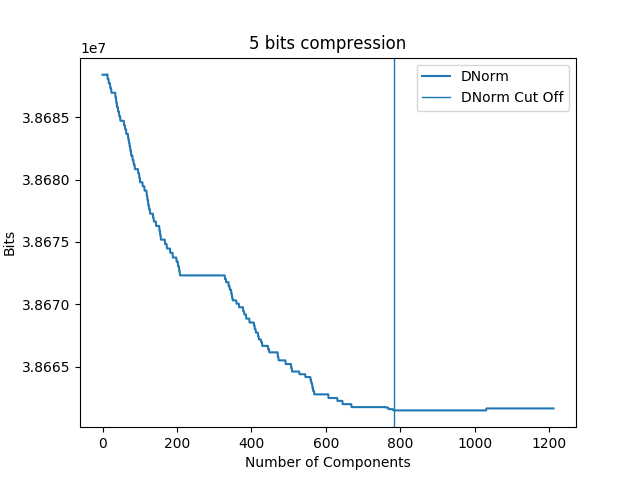 5 bits compression
1e7
DNorm
DNorm Cut Off
3.8685
3.8680
3.8675
3.8670
3.8665
Bits
0 200 400 600 800 1000 1200
Number of Components